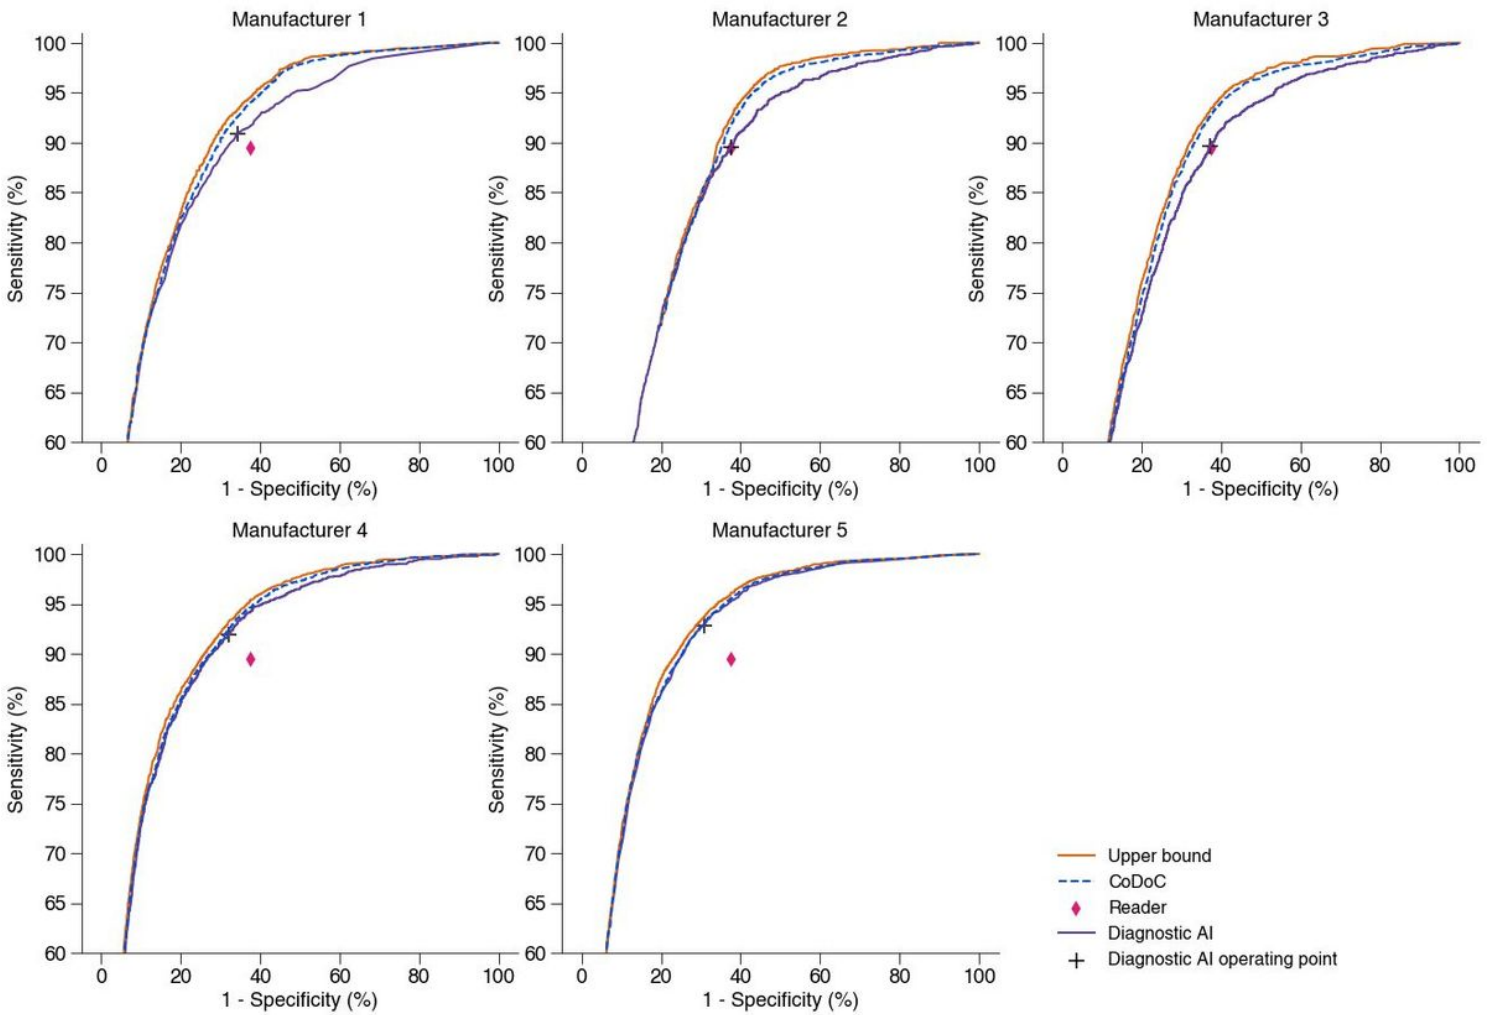 Manufacturer 1
Manufacturer 2
Manufacturer 3
100
95
90
85
80
75
70
65
60
Sensitivity (%)
0 20 40 60 80 100
1 - Specificity (%)
100
95
90
85
80
75
70
65
60
Sensitivity (%)
0 20 40 60 80 100
1 - Specificity (%)
100
95
90
85
80
75
70
65
60
Sensitivity (%)
0 20 40 60 80 100
1 - Specificity (%)
Manufacturer 4
Manufacturer 5
100
95
90
85
80
75
70
65
60
Sensitivity (%)
0 20 40 60 80 100
1 - Specificity (%)
100
95
90
85
80
75
70
65
60
Sensitivity (%)
0 20 40 60 80 100
1 - Specificity (%)
Upper bound
CoDoC
Reader
Diagnostic AI
Diagnostic AI operating point